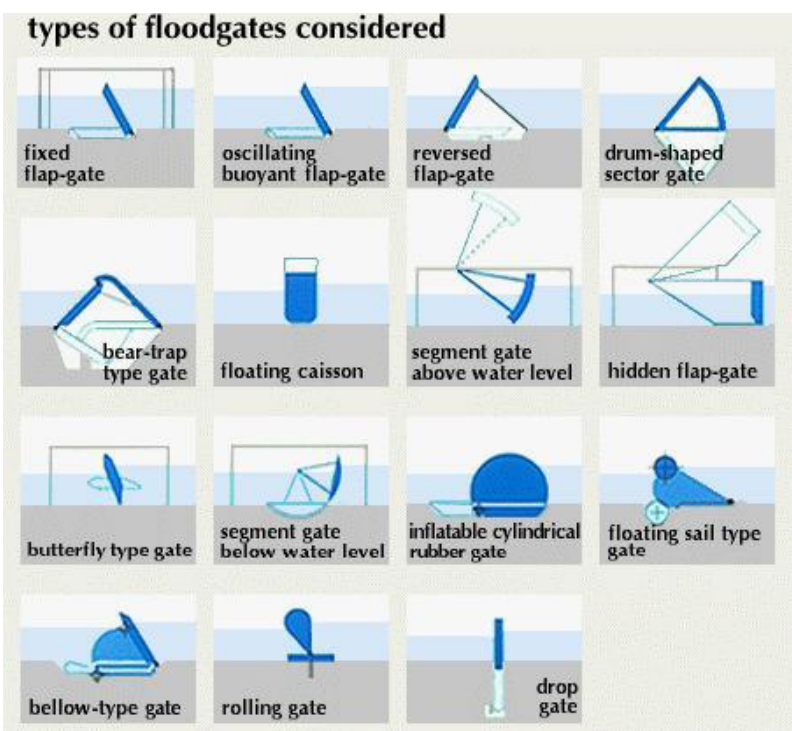 types of floodgates considered
fixed
flap-gate
oscillating
buoyant flap-gate
reversed
flap-gate
drum-shaped
sector gate
bear-trap
type gate
floating caisson
segment gate
above water level
hidden flap-gate
butterfly type gate
segment gate
below water level
inflatable cylindrical
rubber gate
floating sail type
gate
bellow-type gate
rolling gate
drop
gate